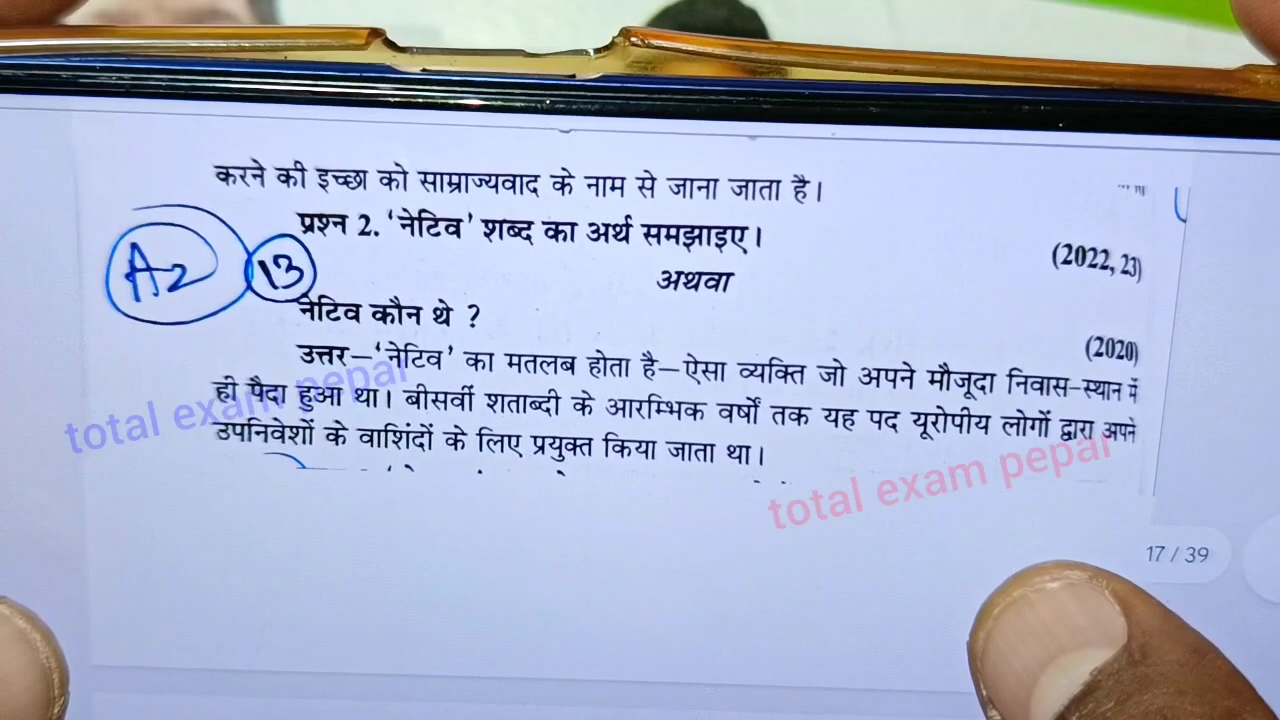 करने की इच्छा को साम्राज्यवाद के नाम से जाना जाता है।
प्रश्न 2. 'नेटिव' शब्द का अर्थ समझाइए।
(2022, 23)
A2
13
अथवा
नेटिव कौन थे ?
(2020)
उत्तर–'नेटिव' का मतलब होता है–ऐसा व्यक्ति जो अपने मौजूदा निवास-स्थान में
ही पैदा हुआ था। बीसवीं शताब्दी के आरम्भिक वर्षों तक यह पद यूरोपीय लोगों द्वारा अपने
उपनिवेशों के वाशिंदों के लिए प्रयुक्त किया जाता था।
total exam pepar
total exam pepar
17 / 39